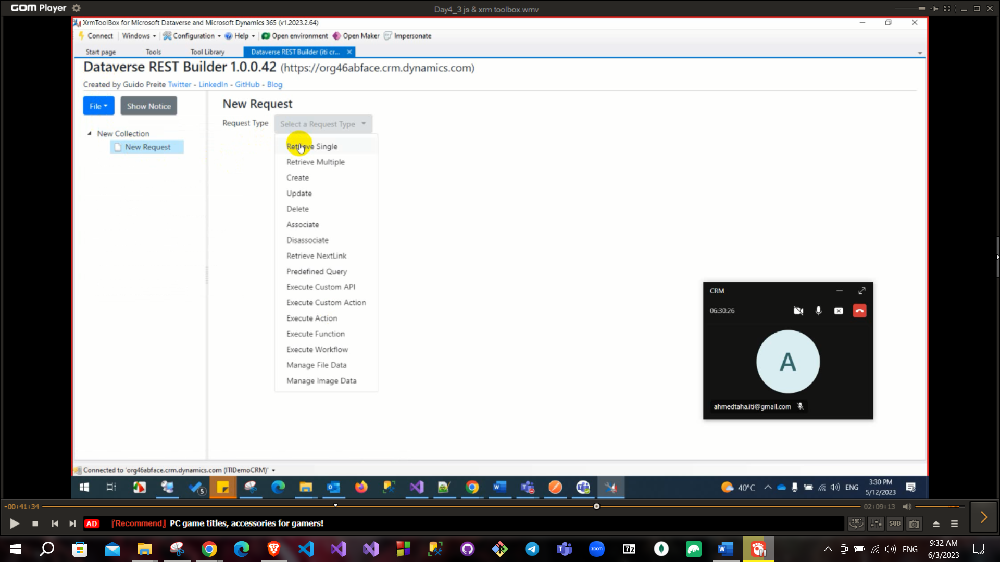 GOM Player
Day4_3 js & xrm toolbox.wmv
XrmToolBox for Microsoft Dataverse and Microsoft Dynamics 365 (v1.2023.2.64)
Connect Windows Configuration Help Open environment Open Maker Impersonate
Start page Tools Tool Library Dataverse REST Builder (iti cr...
Dataverse REST Builder 1.0.0.42 (https://org46abface.crm.dynamics.com)
Created by Guido Preite Twitter - LinkedIn - GitHub - Blog
File Show Notice
New Request
Request Type Select a Request Type
New Collection
New Request
Retrieve Single
Retrieve Multiple
Create
Update
Delete
Associate
Disassociate
Retrieve NextLink
Predefined Query
Execute Custom API
Execute Custom Action
Execute Action
Execute Function
Execute Workflow
Manage File Data
Manage Image Data
CRM
06:30:26
A
ahmedtaha.iti@gmail.com
Connected to 'org46abface.crm.dynamics.com (ITIDemoCRM)'
5
40°C ENG
3:30 PM
5/12/2023
-00:41:34
02:09:13
AD 『Recommend』 PC game titles, accessories for gamers!
360°
SUB
zoom
7z
ENG
9:32 AM
6/3/2023